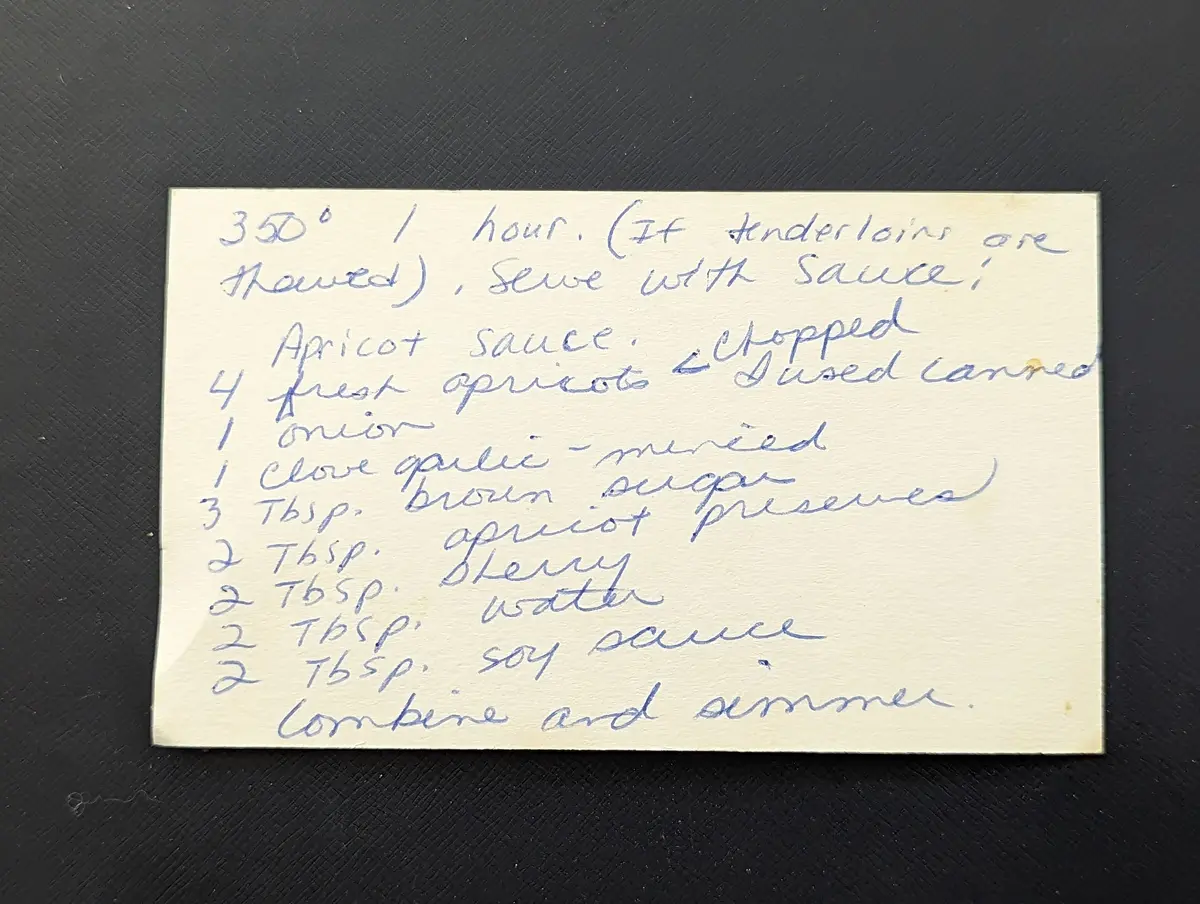 350° 1 hour. (If tenderloins are
thawed). Serve with Sauce;
Apricot Sauce.
4 fresh apricots < Chopped
I used canned
1 onion
1 Clove garlic - minced
3 Tbsp. brown sugar
2 Tbsp. apricot preserves
2 Tbsp. sherry
2 Tbsp. water
2 Tbsp. soy sauce
Combine and simmer.